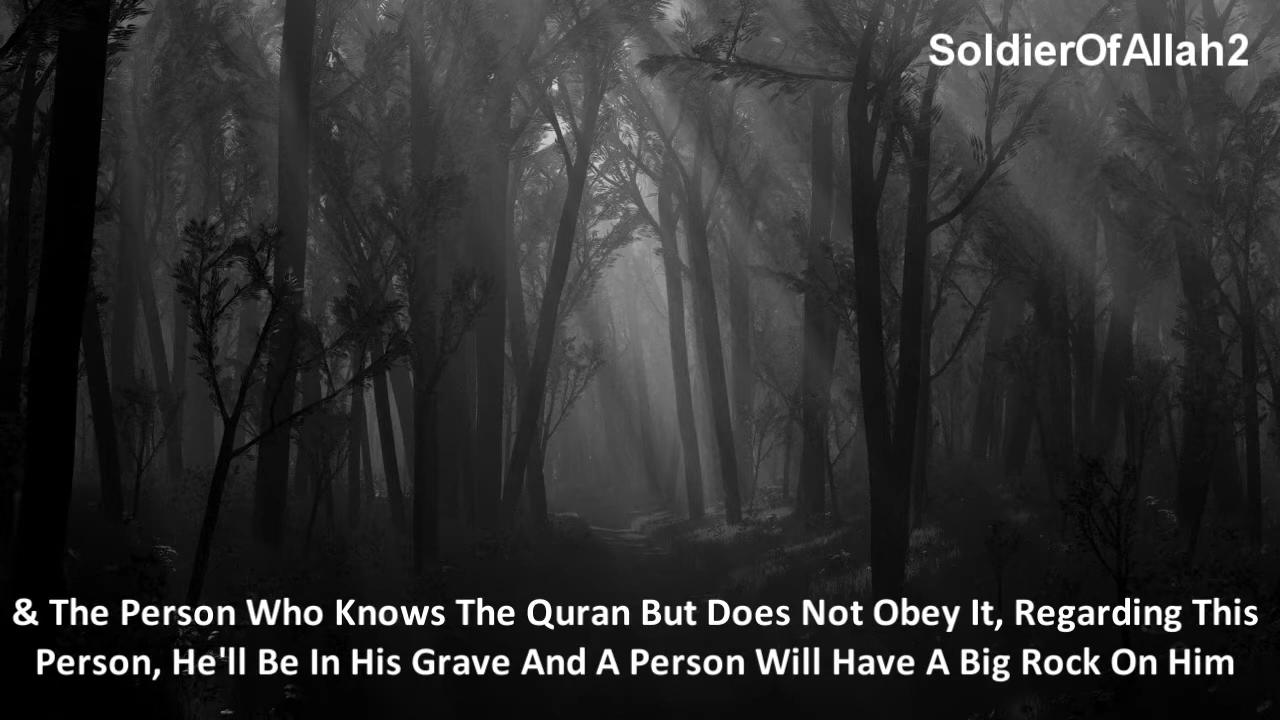 SoldierOfAllah2
& The Person Who Knows The Quran But Does Not Obey It, Regarding This
Person, He'll Be In His Grave And A Person Will Have A Big Rock On Him